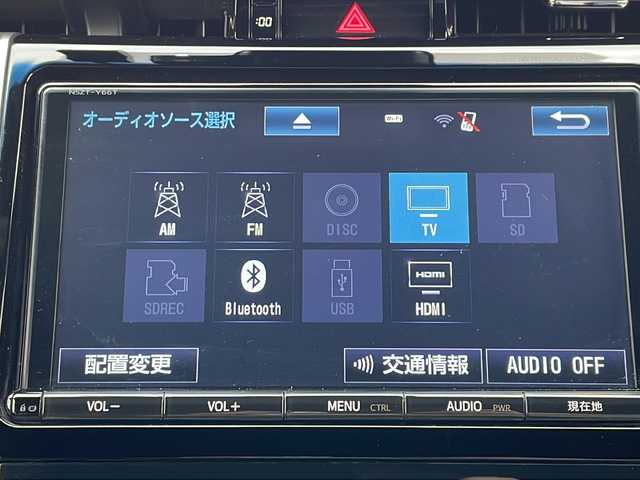 :00
NSZT-Y66T
オーディオソース選択
Wi-Fi
AM
FM
DISC
TV
SD
SDREC
Bluetooth
USB
HDMI
HDMI
配置変更
交通情報
AUDIO OFF
VOL−
VOL+
MENU CTRL
AUDIO PWR
現在地